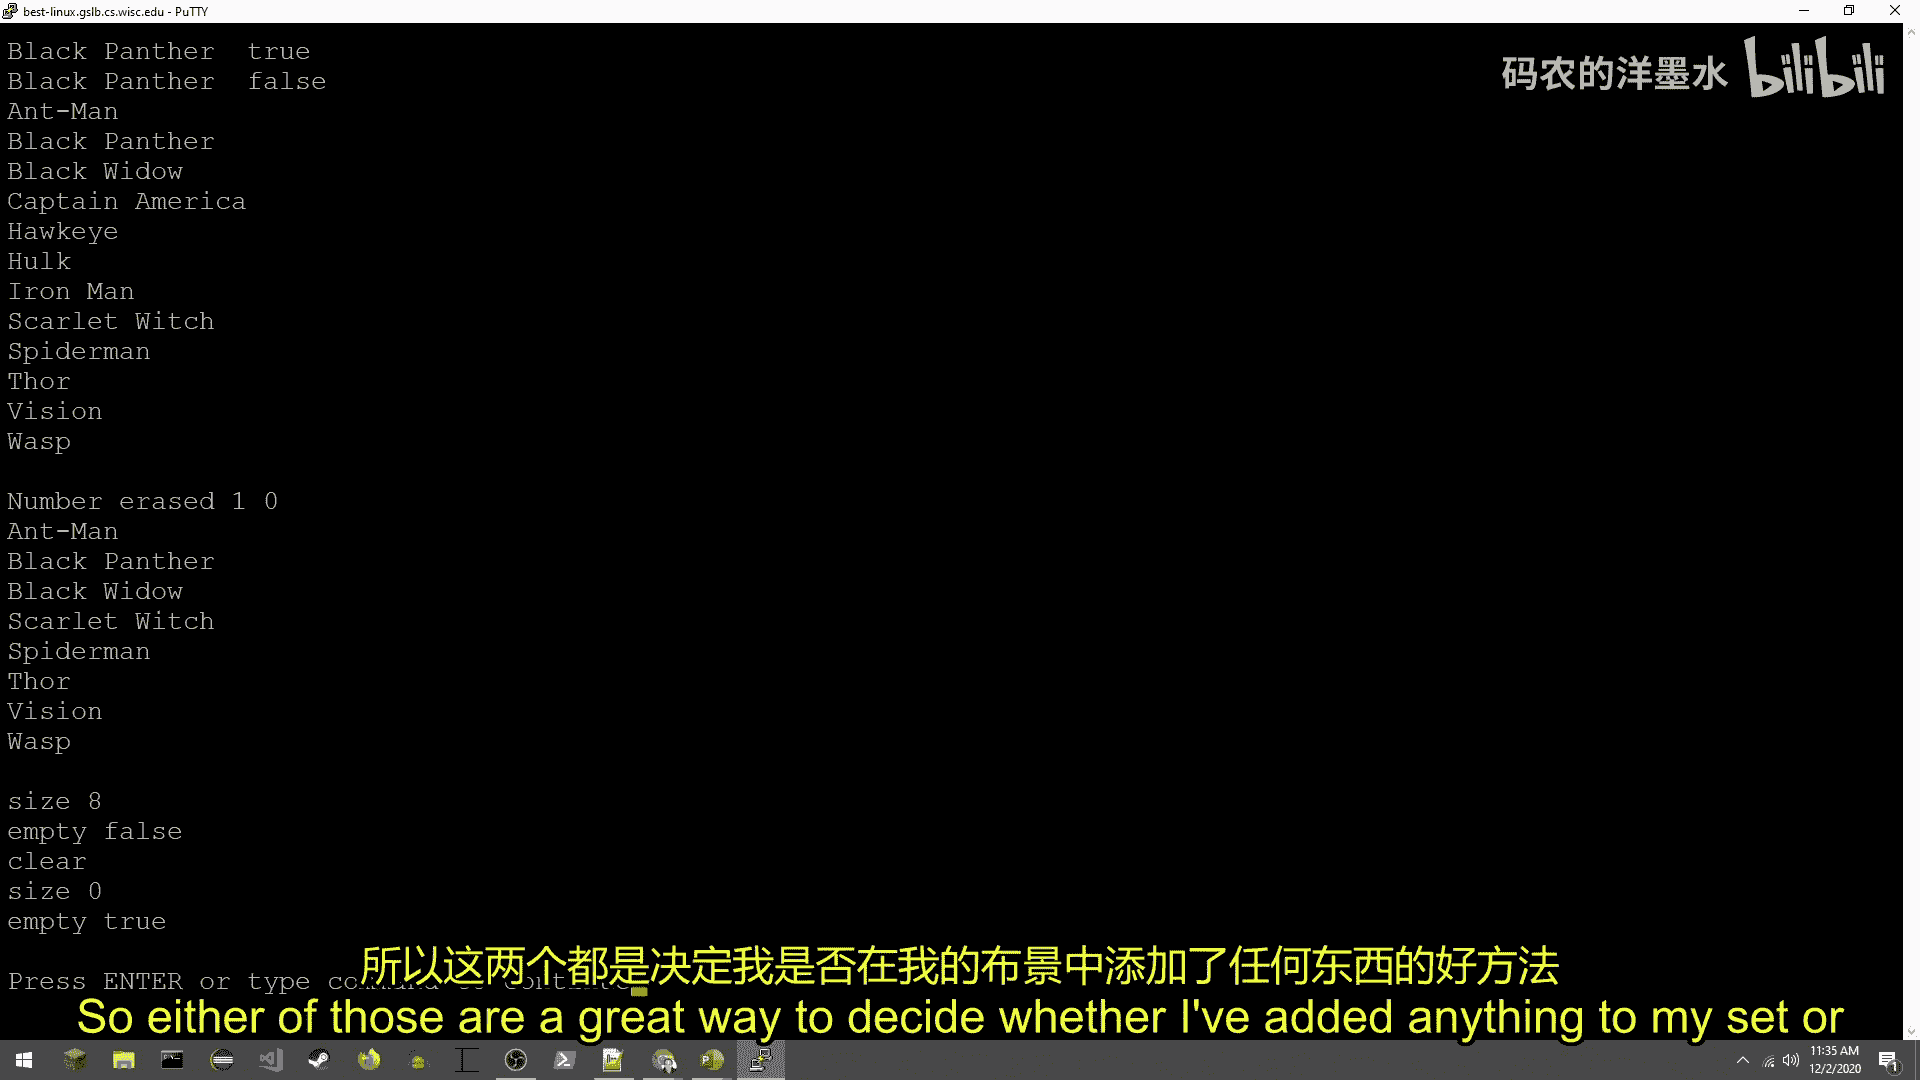 best-linux.gslb.cs.wisc.edu - PuTTY
Black Panther  true
Black Panther  false
Ant-Man
Black Panther
Black Widow
Captain America
Hawkeye
Hulk
Iron Man
Scarlet Witch
Spiderman
Thor
Vision
Wasp
Number erased 1 0
Ant-Man
Black Panther
Black Widow
Scarlet Witch
Spiderman
Thor
Vision
Wasp
size 8
empty false
clear
size 0
empty true
Press ENTER or type command to continue
码农的洋墨水 bilibili
所以这两个都是决定我是否在我的布景中添加了任何东西的好方法
So either of those are a great way to decide whether I've added anything to my set or
11:35 AM
12/2/2020
1